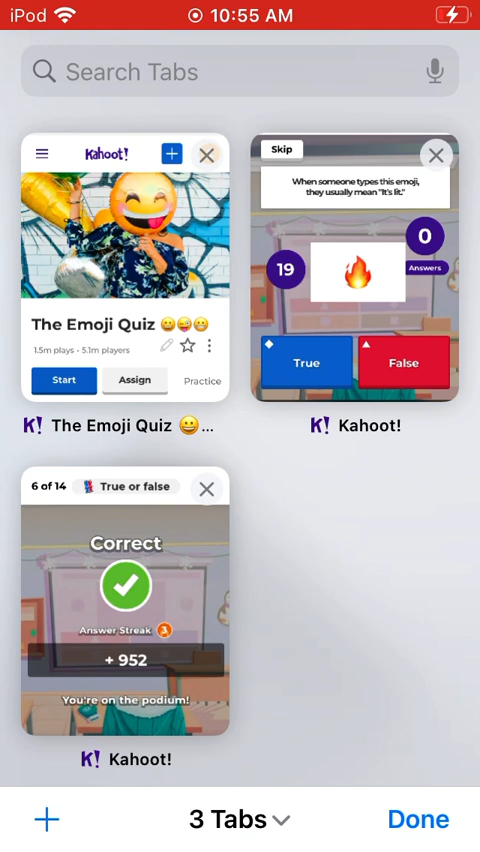 iPod 10:55 AM
Search Tabs
Kahoot!
The Emoji Quiz 😀😜😬
1.5m plays · 5.1m players
Start Assign Practice
K! The Emoji Quiz 😀...
Skip
When someone types this emoji,
they usually mean "It's lit."
19
0
Answers
True False
K! Kahoot!
6 of 14 True or false
Correct
Answer Streak 3
+ 952
You're on the podium!
K! Kahoot!
3 Tabs
Done